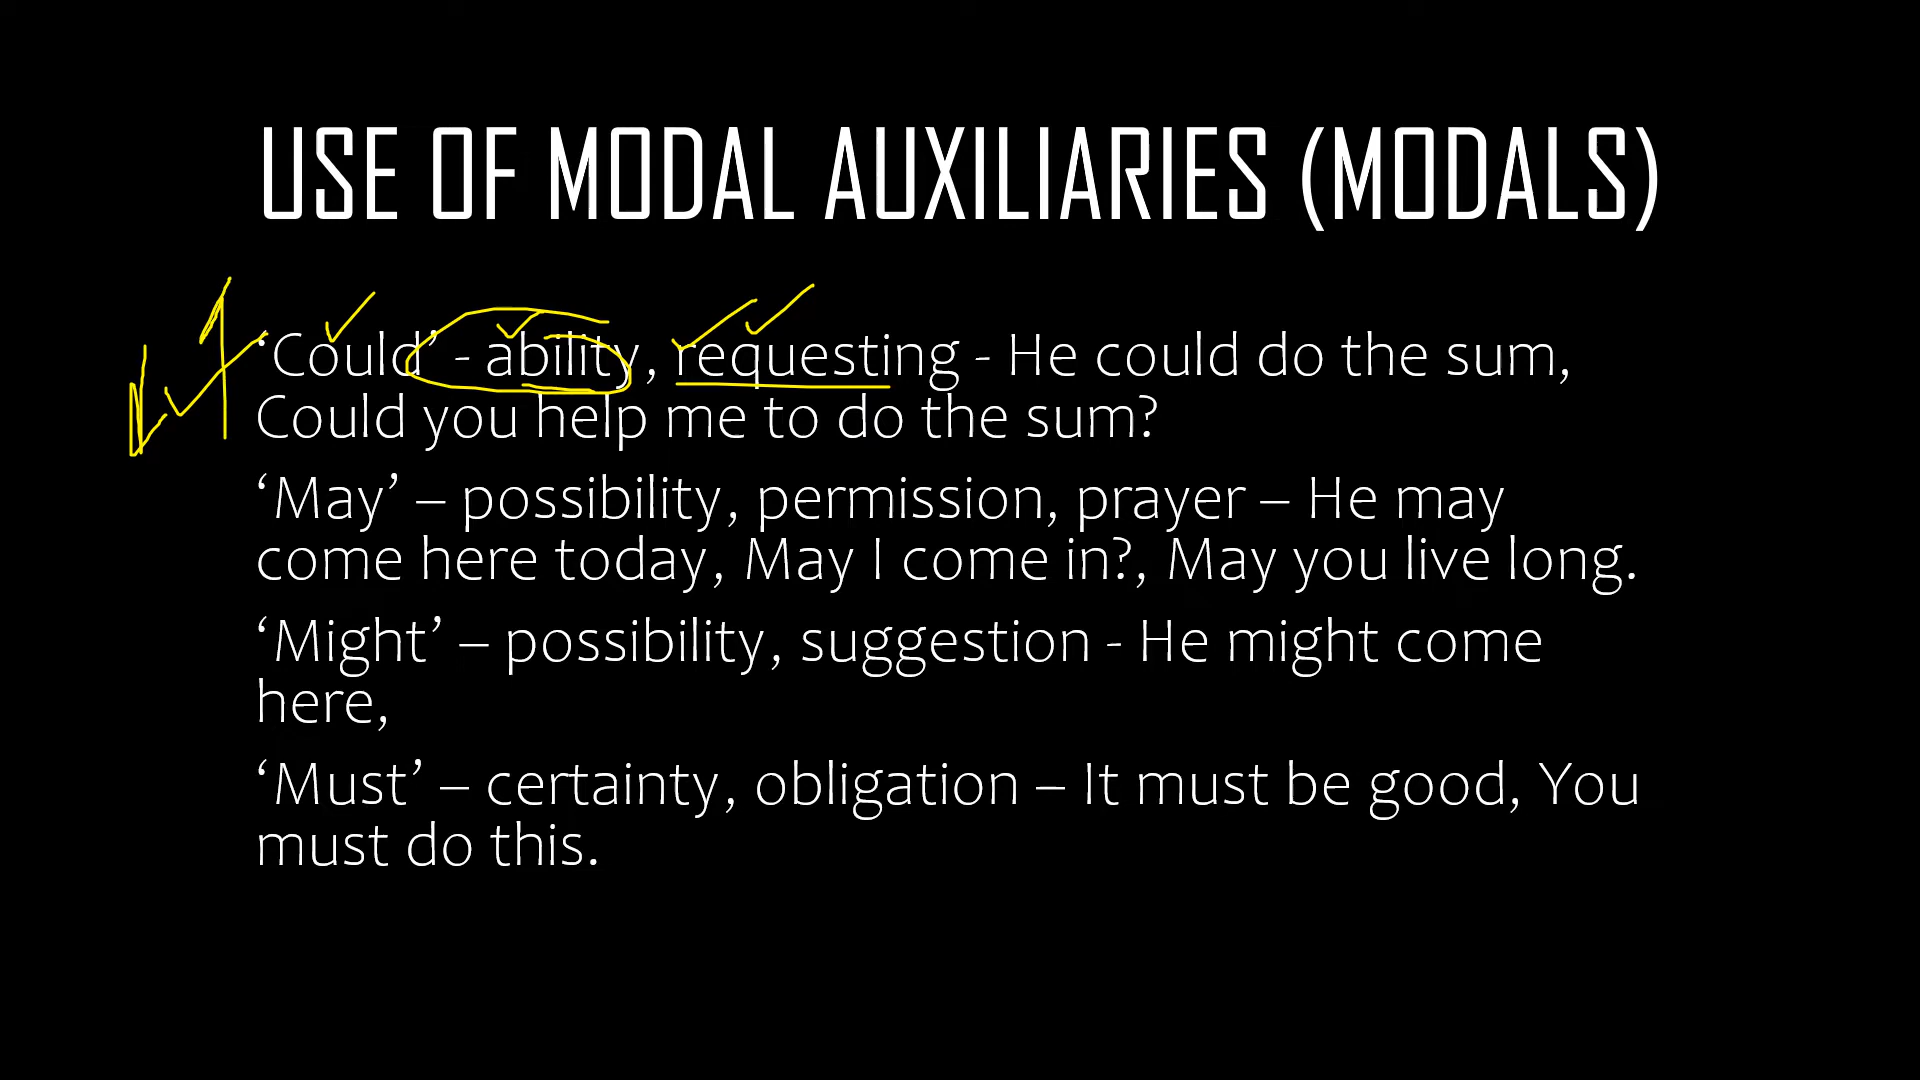 USE OF MODAL AUXILIARIES (MODALS)
‘Could’ - ability, requesting - He could do the sum,
Could you help me to do the sum?
‘May’ – possibility, permission, prayer – He may
come here today, May I come in?, May you live long.
‘Might’ – possibility, suggestion - He might come
here,
‘Must’ – certainty, obligation – It must be good, You
must do this.